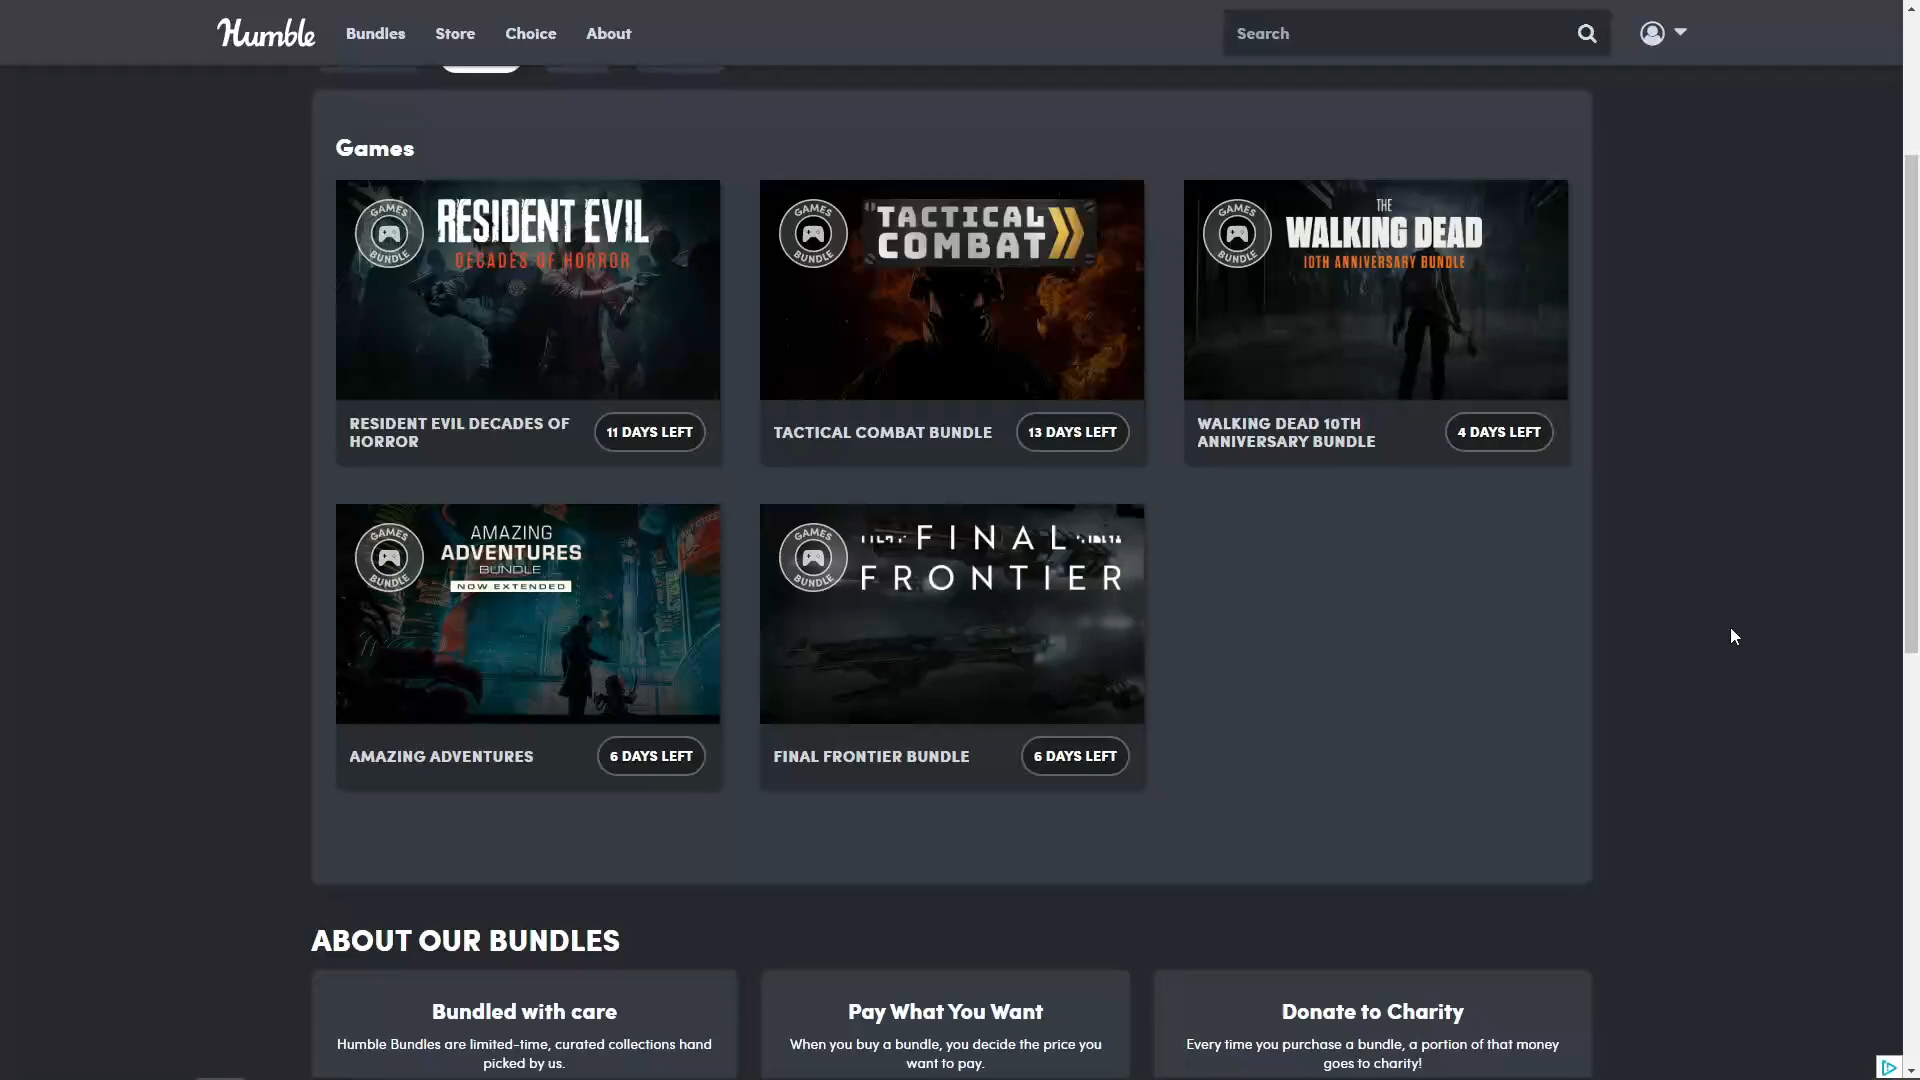 Humble Bundles Store Choice About Search
Games
GAMES BUNDLE
RESIDENT EVIL
DECADES OF HORROR
GAMES BUNDLE
TACTICAL
COMBAT
GAMES BUNDLE
THE
WALKING DEAD
10TH ANNIVERSARY BUNDLE
RESIDENT EVIL DECADES OF
HORROR
11 DAYS LEFT
TACTICAL COMBAT BUNDLE
13 DAYS LEFT
WALKING DEAD 10TH
ANNIVERSARY BUNDLE
4 DAYS LEFT
GAMES BUNDLE
AMAZING
ADVENTURES
BUNDLE
NOW EXTENDED
GAMES BUNDLE
FINAL
FRONTIER
AMAZING ADVENTURES
6 DAYS LEFT
FINAL FRONTIER BUNDLE
6 DAYS LEFT
ABOUT OUR BUNDLES
Bundled with care
Humble Bundles are limited-time, curated collections hand
picked by us.
Pay What You Want
When you buy a bundle, you decide the price you
want to pay.
Donate to Charity
Every time you purchase a bundle, a portion of that money
goes to charity!